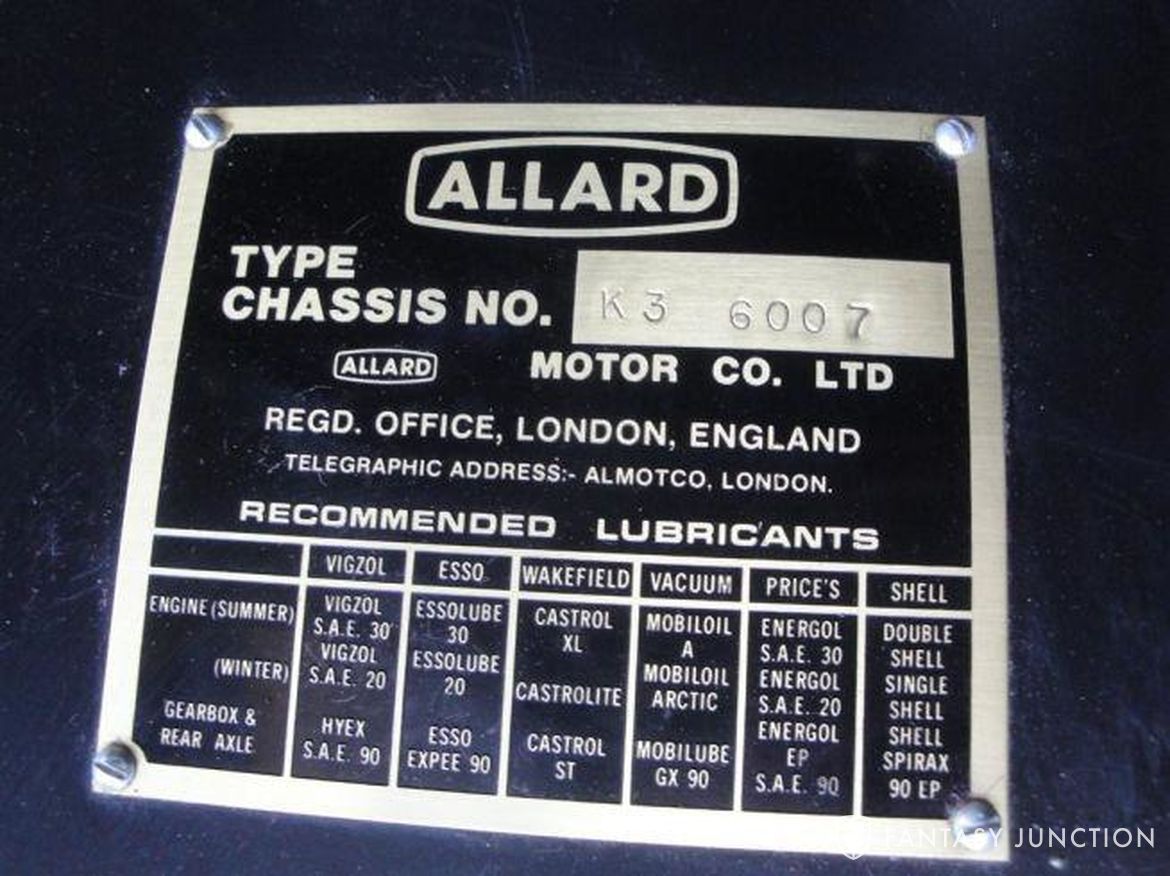 ALLARD
TYPE
CHASSIS NO. K3 6007
ALLARD MOTOR CO. LTD
REGD. OFFICE, LONDON, ENGLAND
TELEGRAPHIC ADDRESS:- ALMOTCO, LONDON.
RECOMMENDED LUBRICANTS
VIGZOL ESSO WAKEFIELD VACUUM PRICE'S SHELL
ENGINE (SUMMER) VIGZOL ESSOLUBE CASTROL MOBILOIL ENERGOL DOUBLE
S.A.E. 30 30 XL A S.A.E. 30 SHELL
VIGZOL ESSOLUBE MOBILOIL ENERGOL SINGLE
(WINTER) S.A.E. 20 20 CASTROLITE ARCTIC S.A.E. 20 SHELL
GEARBOX & HYEX ESSO CASTROL MOBILUBE ENERGOL SHELL
REAR AXLE S.A.E. 90 EXPEE 90 ST GX 90 EP SPIRAX
S.A.E. 90 90 EP
FANTASY JUNCTION